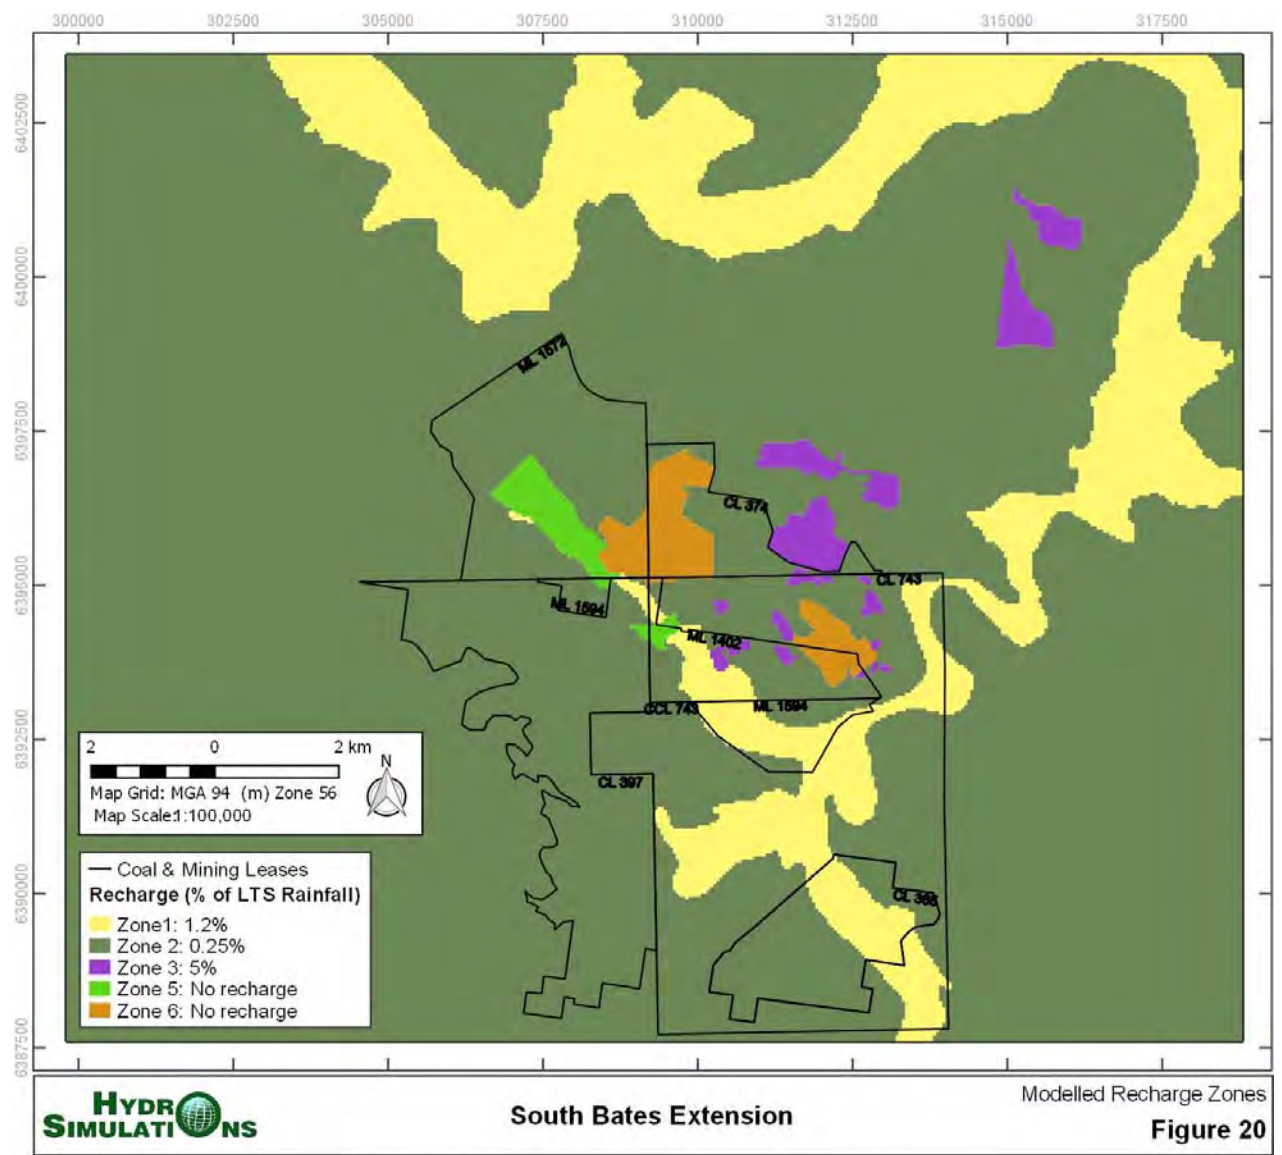 300000 302500 305000 307500 310000 312500 315000 317500
6402500
6400000
6397500
6395000
6392500
6390000
6387500
ML 1572
CL 374
CL 743
ML 1594
ML 1402
CCL 743
ML 1594
CL 397
2 0 2 km
N
Map Grid: MGA 94 (m) Zone 56
Map Scale1:100,000
Coal & Mining Leases
Recharge (% of LTS Rainfall)
Zone1: 1.2%
Zone 2: 0.25%
Zone 3: 5%
Zone 5: No recharge
Zone 6: No recharge
HYDRO
SIMULATIONS
South Bates Extension
Modelled Recharge Zones
Figure 20